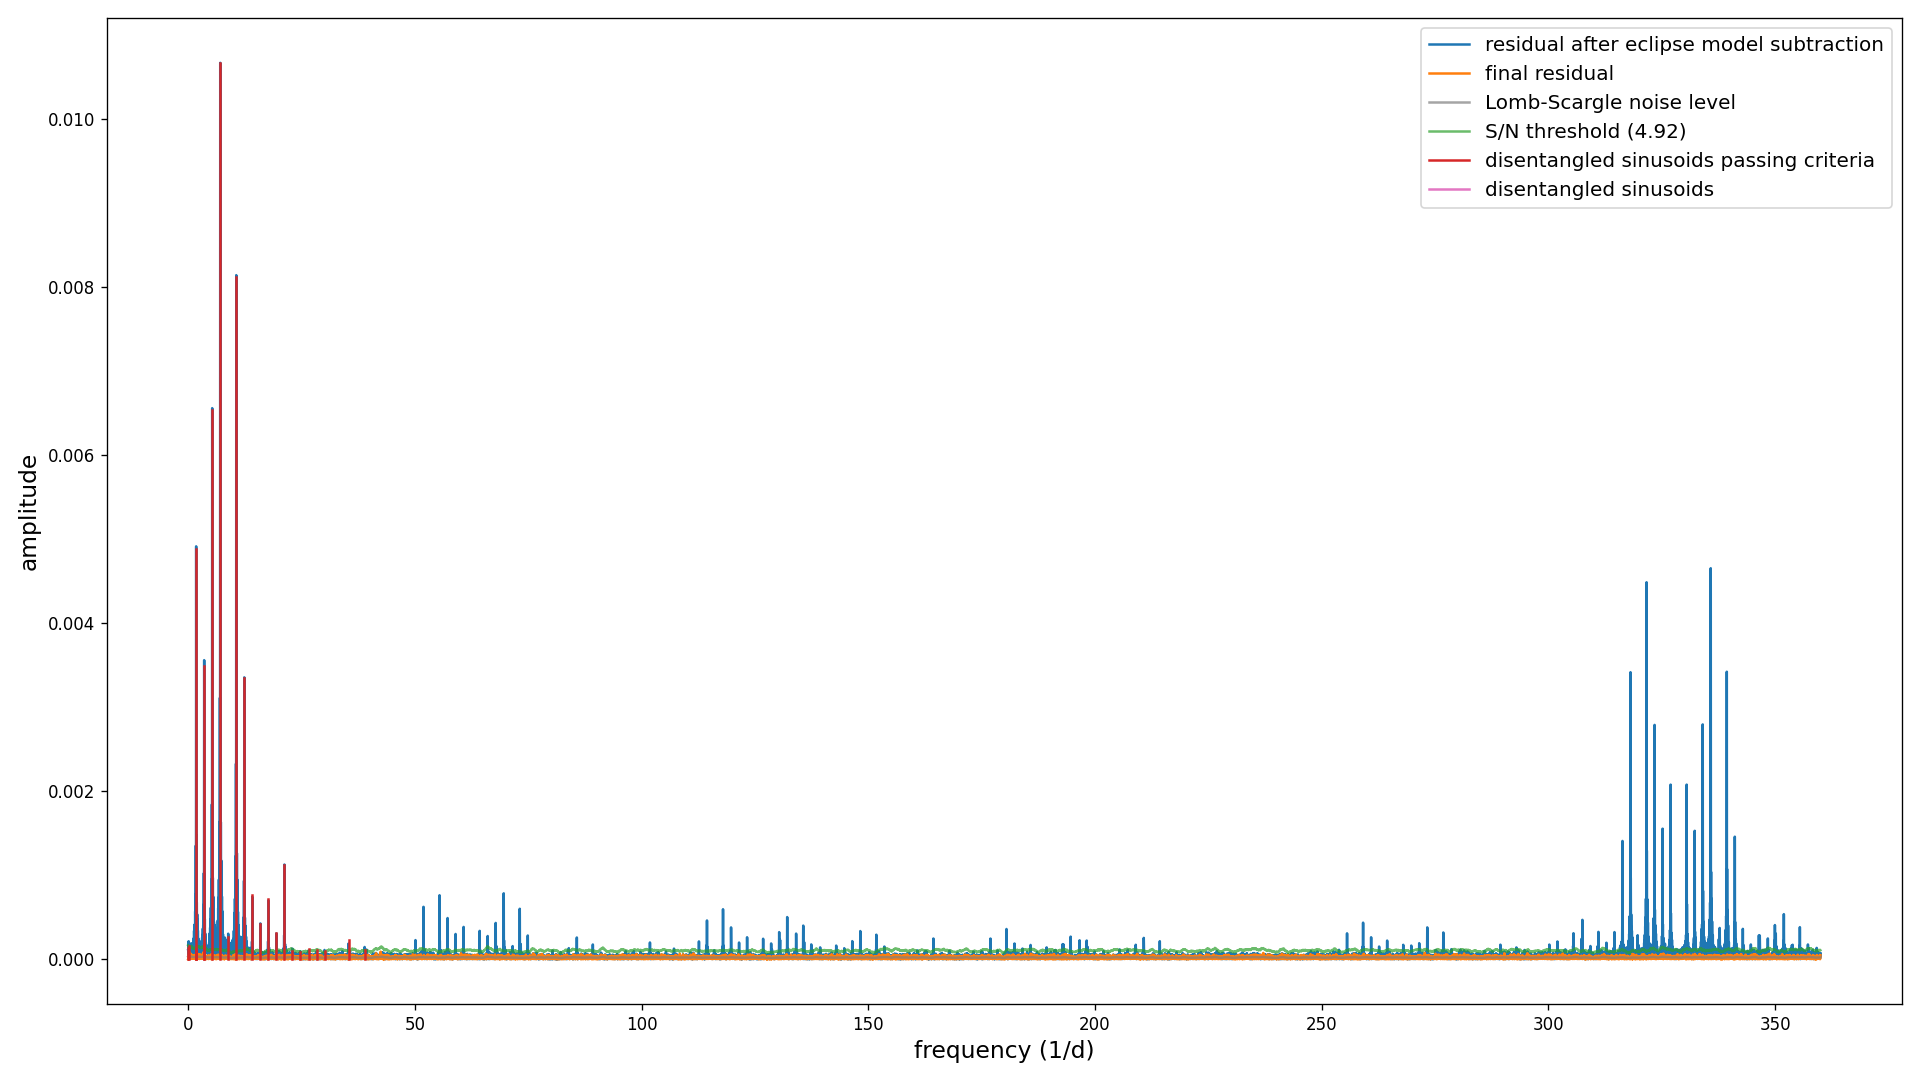 residual after eclipse model subtraction
final residual
Lomb-Scargle noise level
S/N threshold (4.92)
disentangled sinusoids passing criteria
disentangled sinusoids
0.010
0.008
0.006
0.004
0.002
0.000
amplitude
0 50 100 150 200 250 300 350
frequency (1/d)